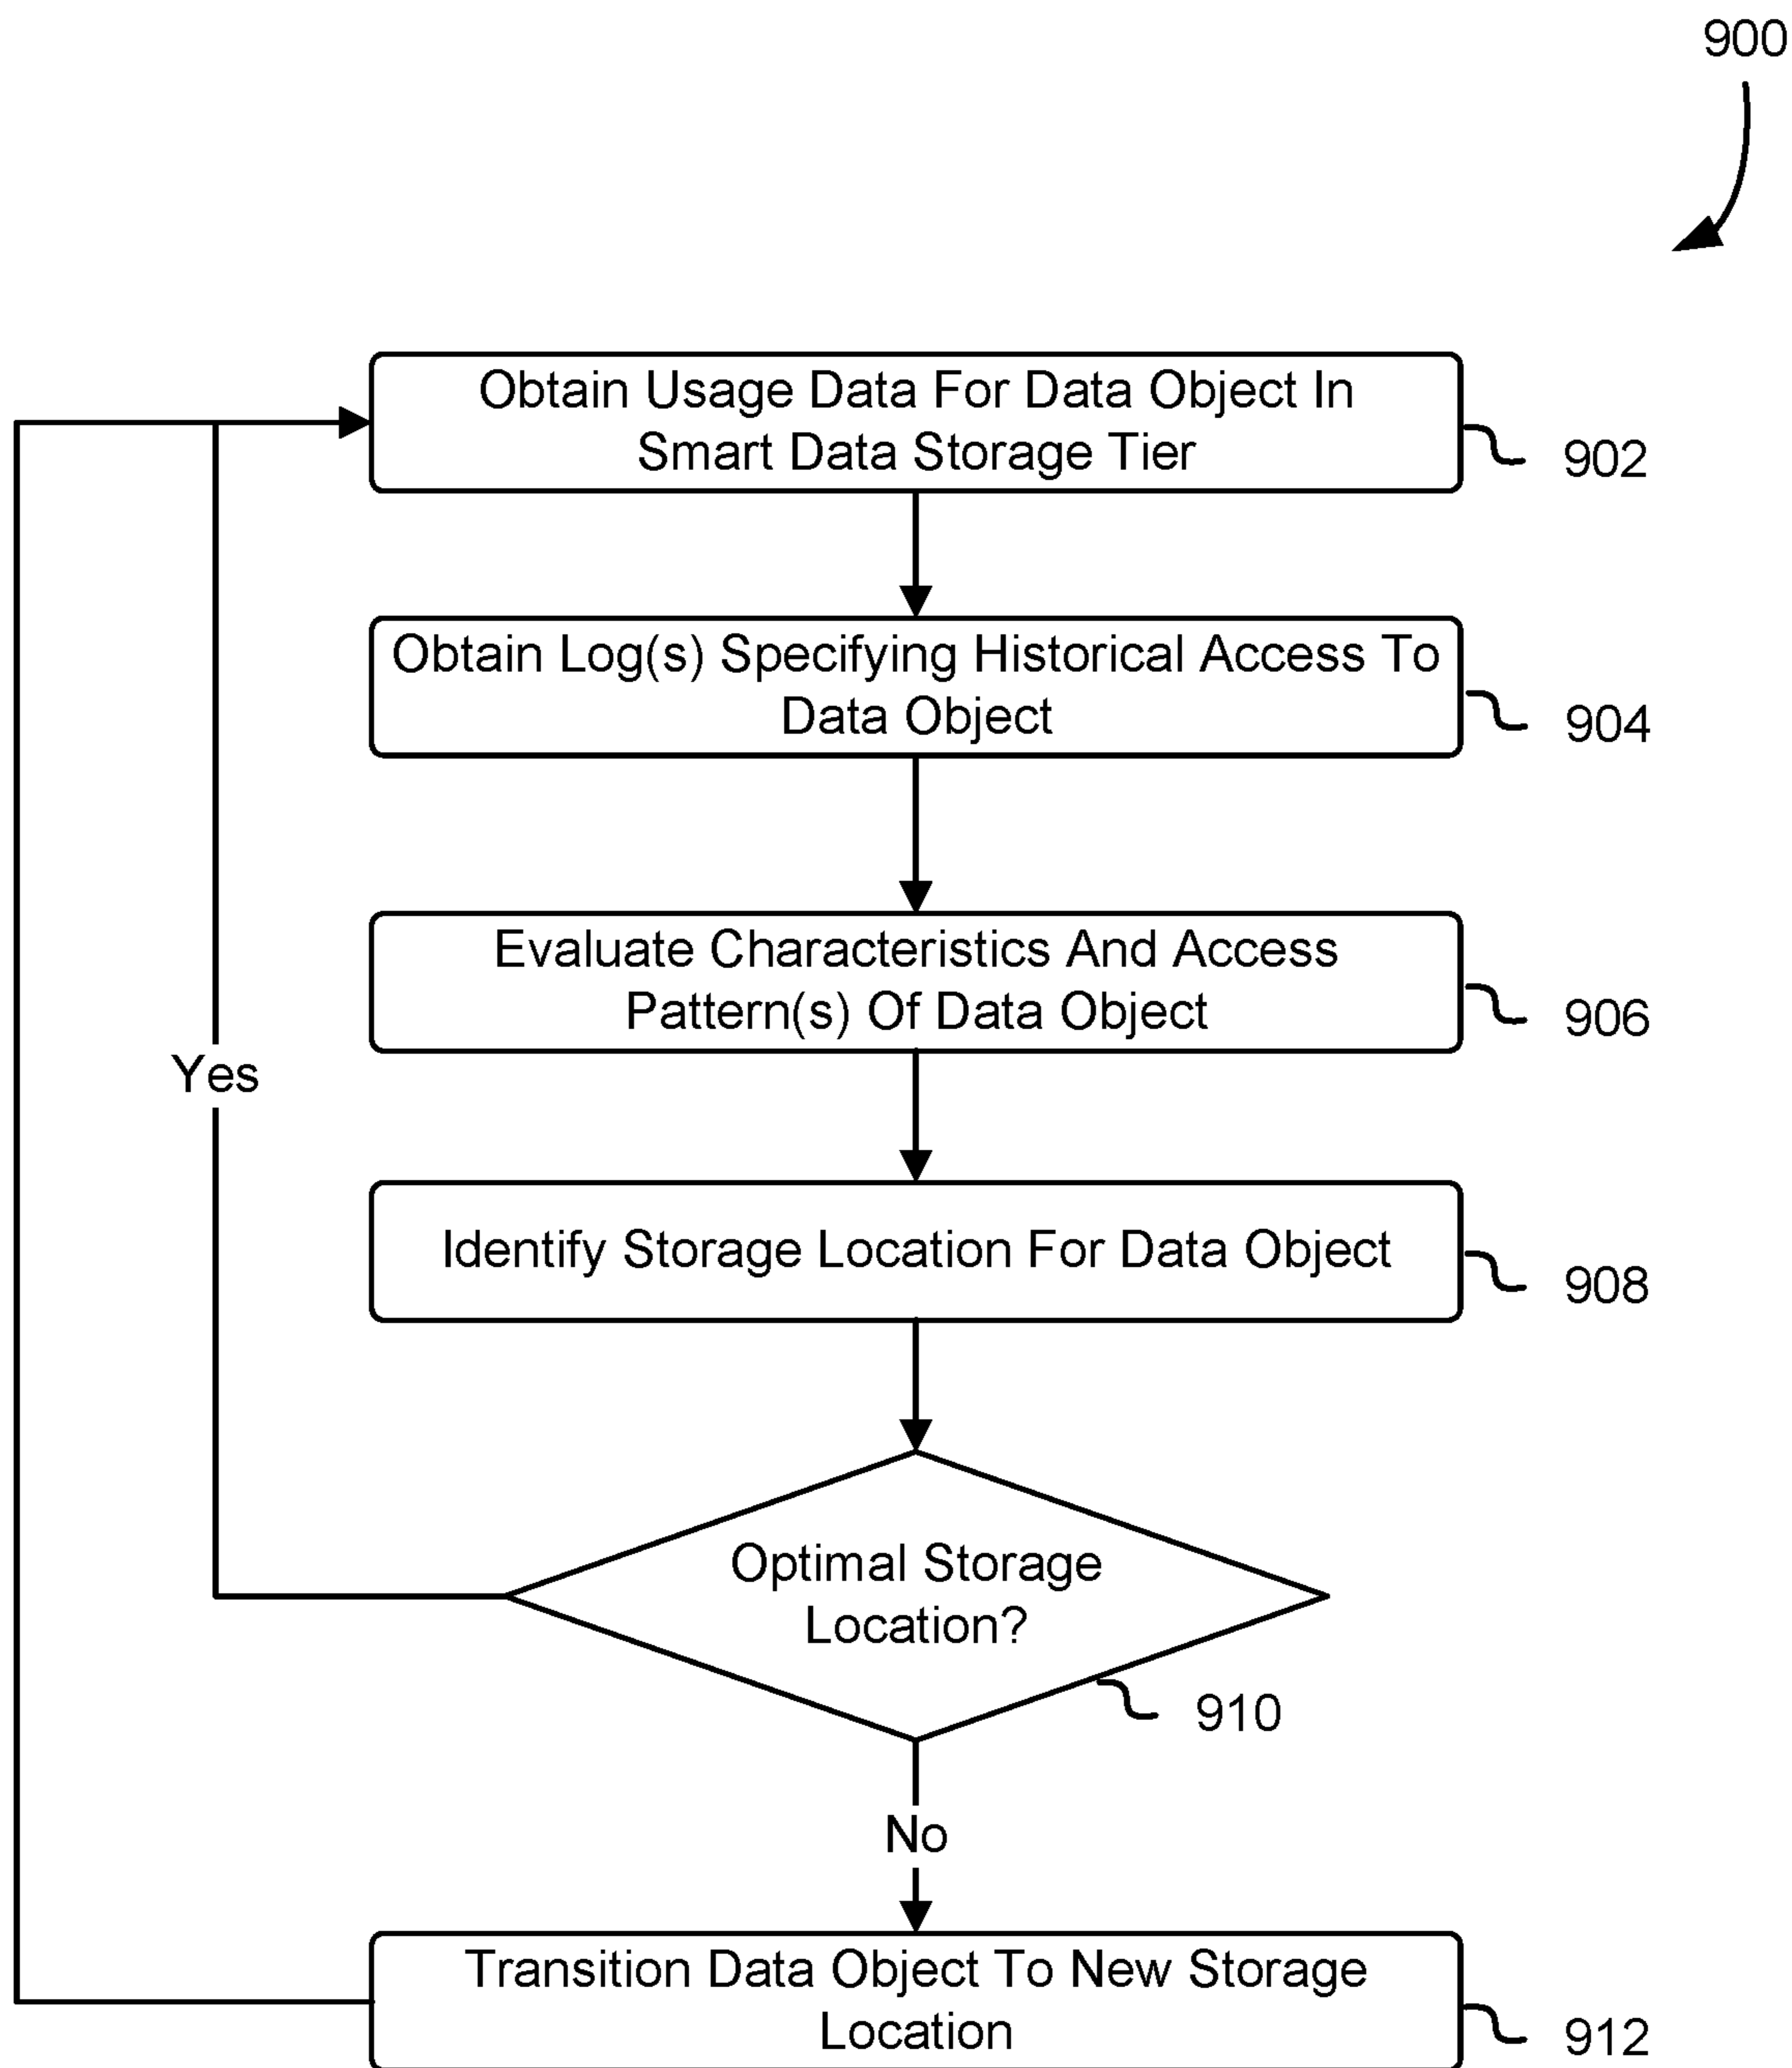 900
Obtain Usage Data For Data Object In
Smart Data Storage Tier
902
Obtain Log(s) Specifying Historical Access To
Data Object
904
Evaluate Characteristics And Access
Pattern(s) Of Data Object
906
Yes
Identify Storage Location For Data Object
908
Optimal Storage
Location?
910
No
Transition Data Object To New Storage
Location
912